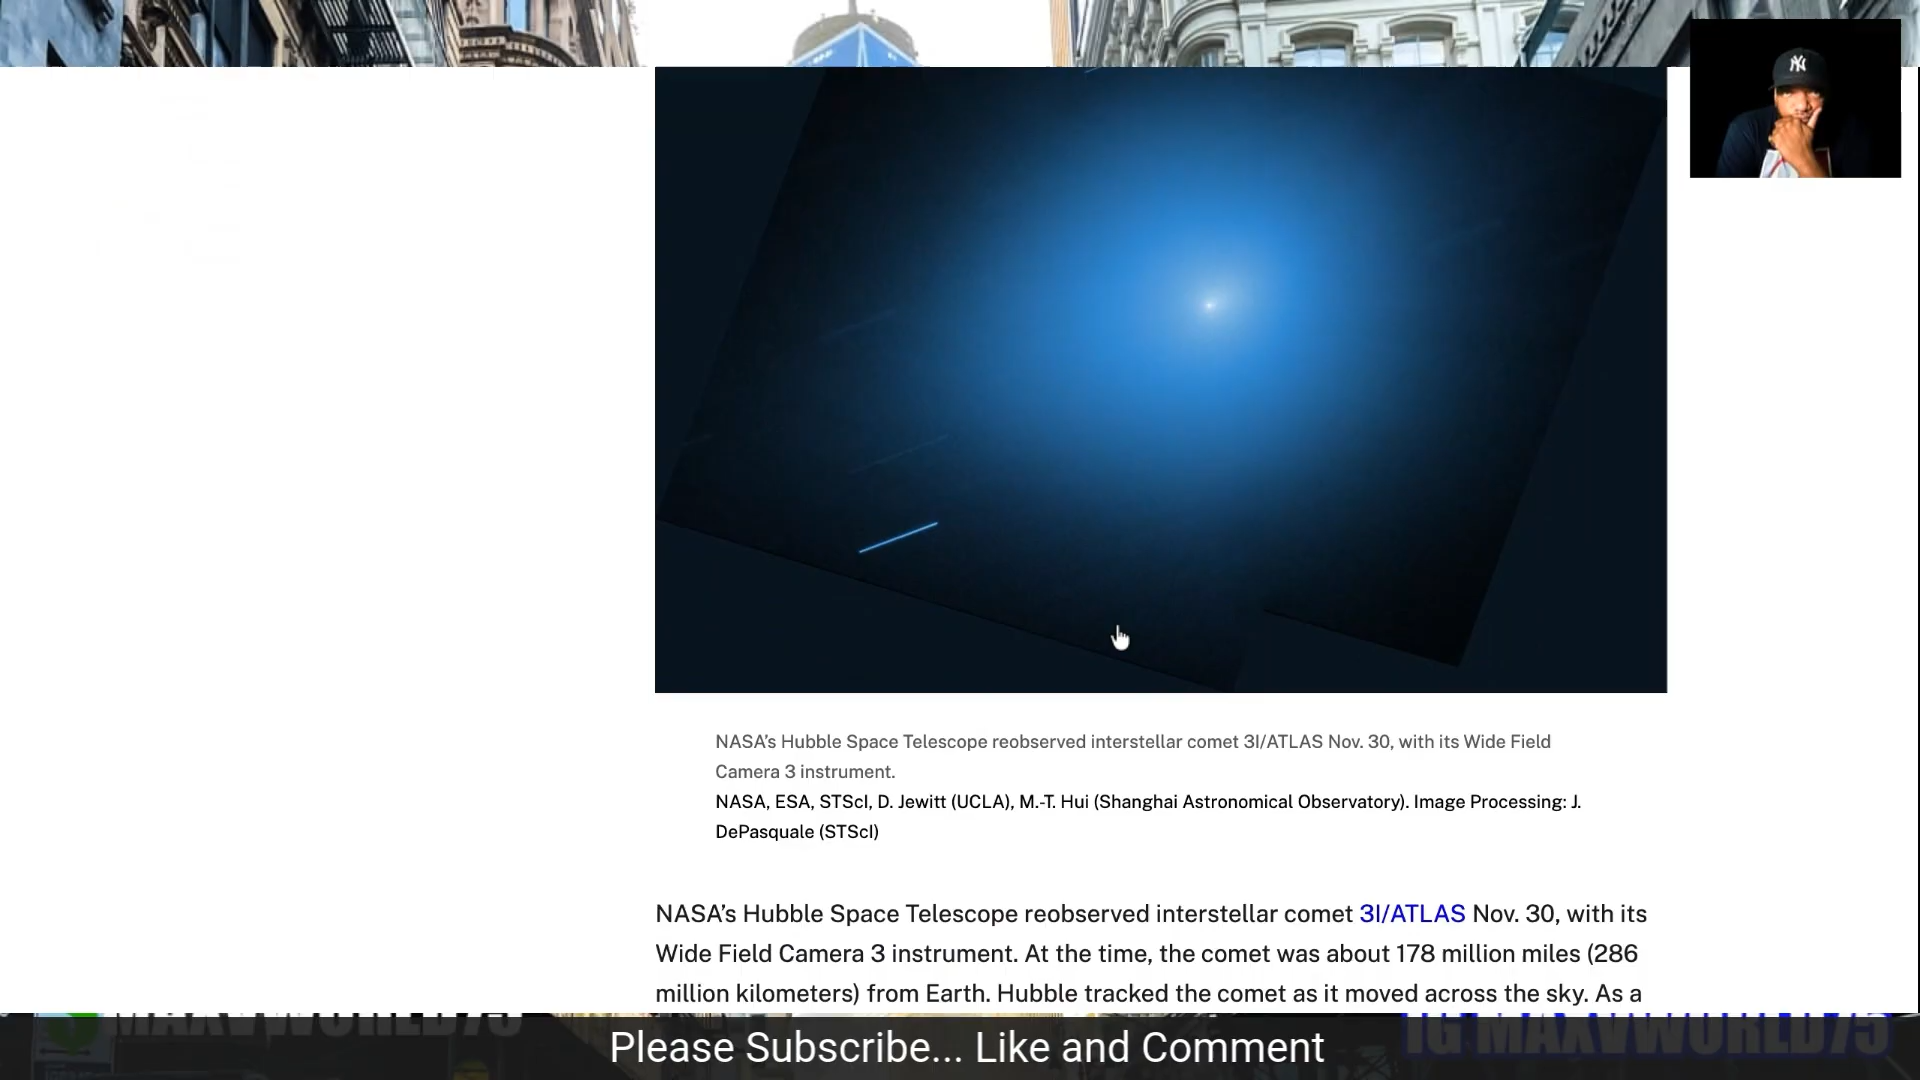 NASA’s Hubble Space Telescope reobserved interstellar comet 3I/ATLAS Nov. 30, with its Wide Field
Camera 3 instrument.
NASA, ESA, STScI, D. Jewitt (UCLA), M.-T. Hui (Shanghai Astronomical Observatory). Image Processing: J.
DePasquale (STScI)
NASA’s Hubble Space Telescope reobserved interstellar comet 3I/ATLAS Nov. 30, with its
Wide Field Camera 3 instrument. At the time, the comet was about 178 million miles (286
million kilometers) from Earth. Hubble tracked the comet as it moved across the sky. As a
$MAXVWORLD75
IG MAXVWORLD75
Please Subscribe... Like and Comment